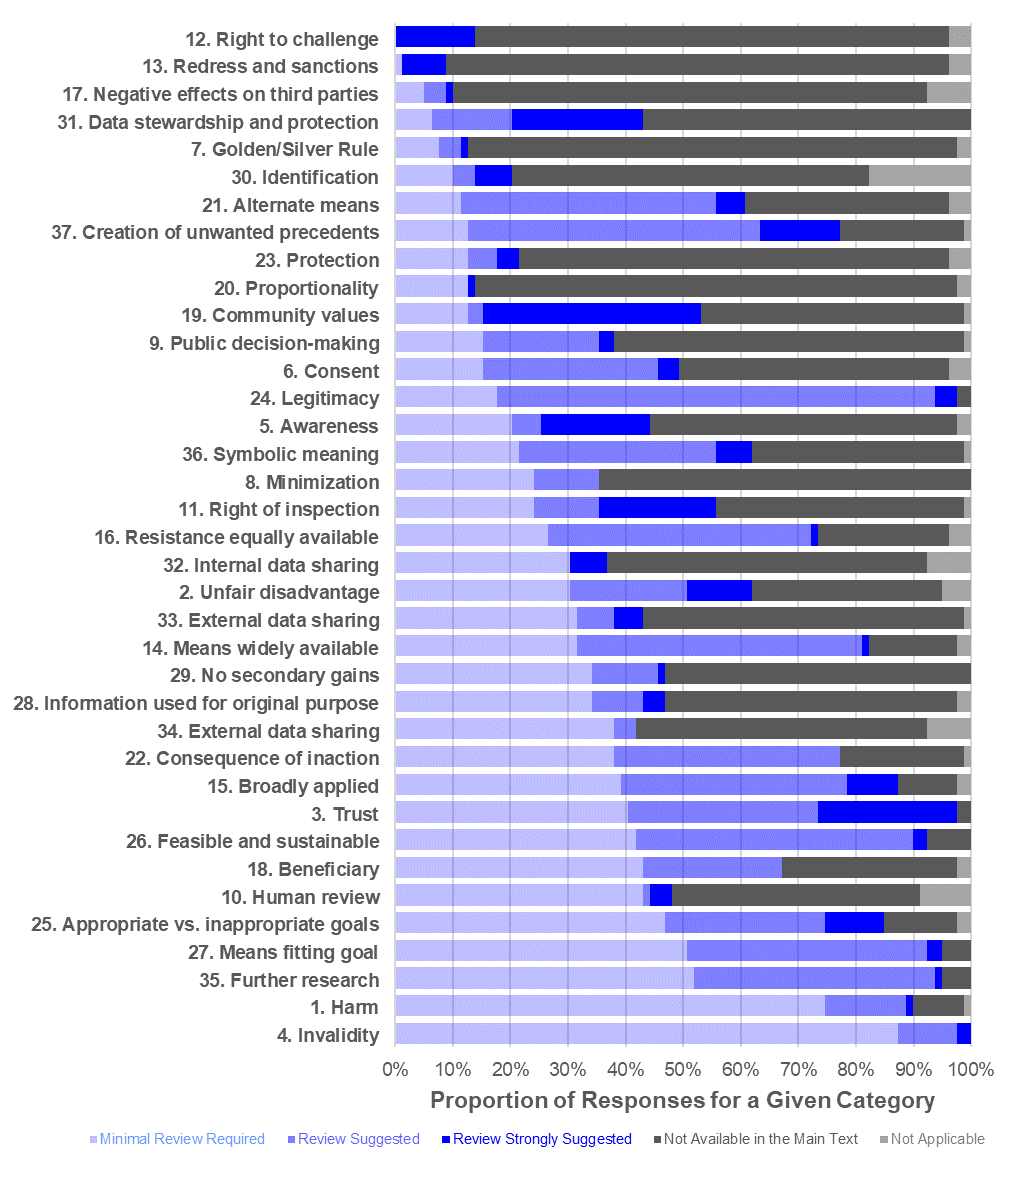 12. Right to challenge
13. Redress and sanctions
17. Negative effects on third parties
31. Data stewardship and protection
7. Golden/Silver Rule
30. Identification
21. Alternate means
37. Creation of unwanted precedents
23. Protection
20. Proportionality
19. Community values
9. Public decision-making
6. Consent
24. Legitimacy
5. Awareness
36. Symbolic meaning
8. Minimization
11. Right of inspection
16. Resistance equally available
32. Internal data sharing
2. Unfair disadvantage
33. External data sharing
14. Means widely available
29. No secondary gains
28. Information used for original purpose
34. External data sharing
22. Consequence of inaction
15. Broadly applied
3. Trust
26. Feasible and sustainable
18. Beneficiary
10. Human review
25. Appropriate vs. inappropriate goals
27. Means fitting goal
35. Further research
1. Harm
4. Invalidity
0% 10% 20% 30% 40% 50% 60% 70% 80% 90% 100%
Proportion of Responses for a Given Category
Minimal Review Required Review Suggested Review Strongly Suggested Not Available in the Main Text Not Applicable